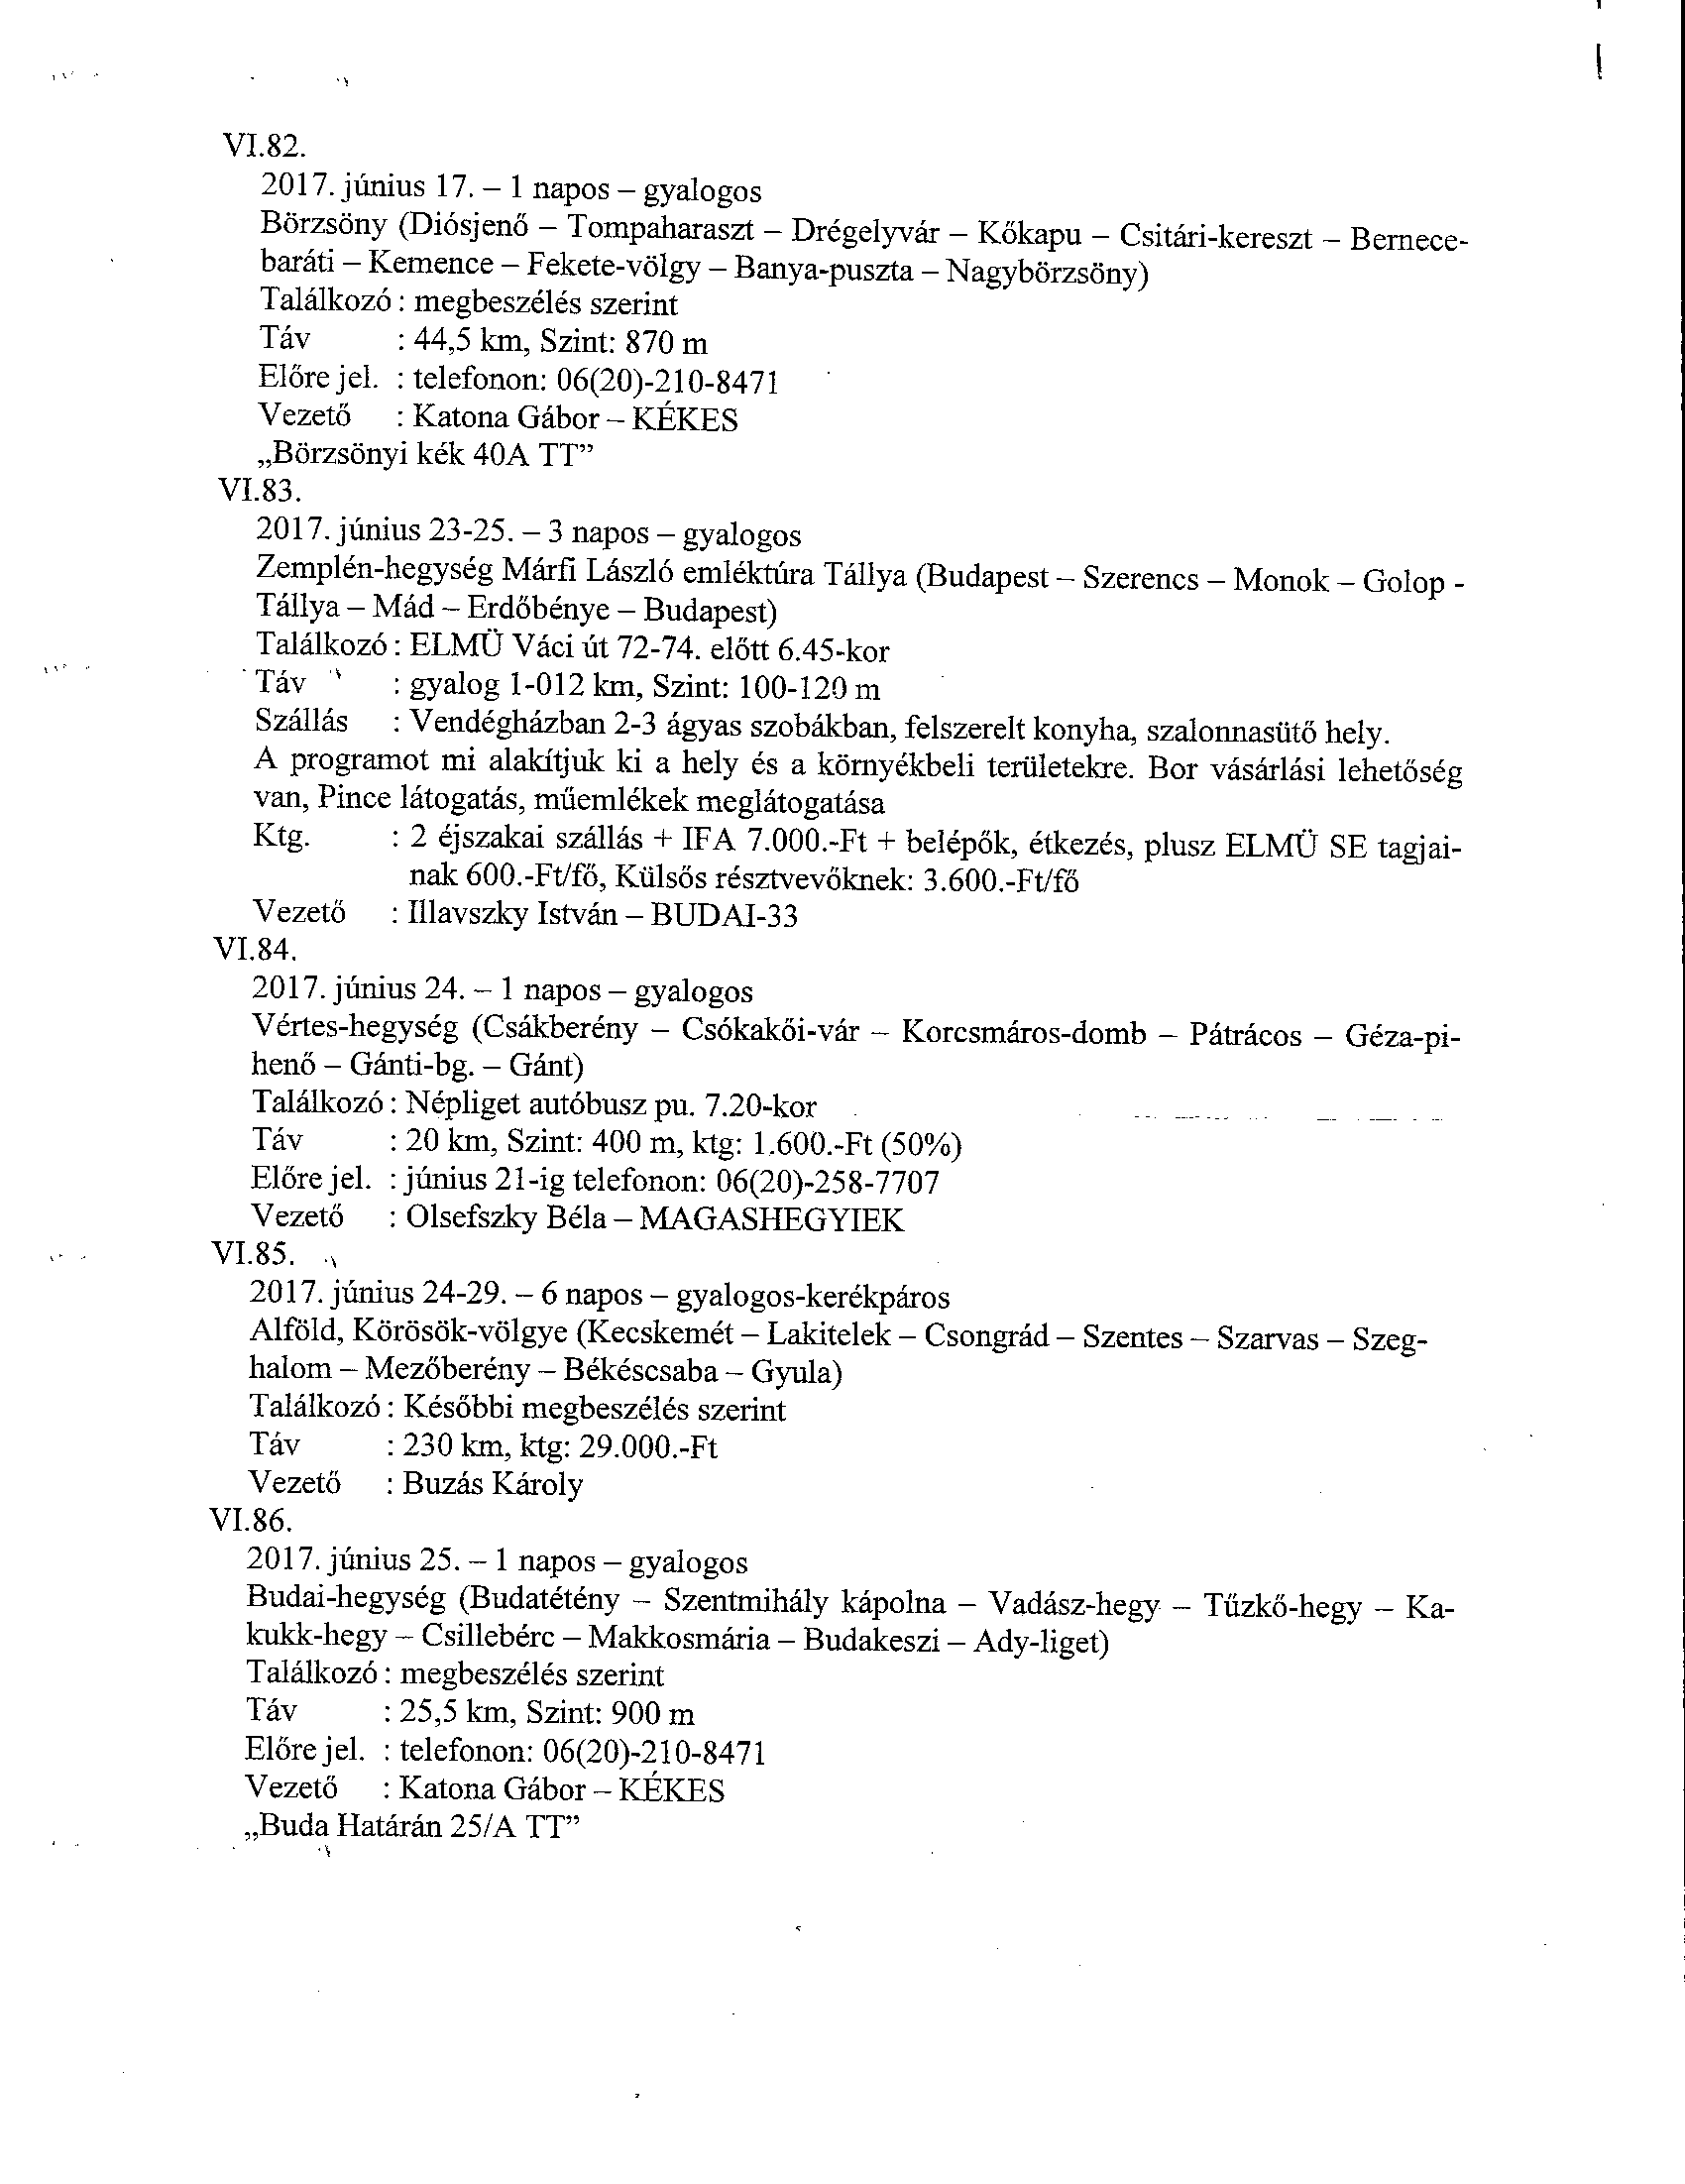 VI.82.
2017. június 17. – 1 napos – gyalogos
Börzsöny (Diósjenő – Tompaharaszt – Drégelyvár – Kőkapu – Csitári-kereszt – Bernece-
baráti – Kemence – Fekete-völgy – Banya-puszta – Nagybörzsöny)
Találkozó : megbeszélés szerint
Táv : 44,5 km, Szint: 870 m
Előre jel. : telefonon: 06(20)-210-8471
Vezető : Katona Gábor – KÉKES
„Börzsönyi kék 40A TT”
VI.83.
2017. június 23-25. – 3 napos – gyalogos
Zemplén-hegység Márfi László emléktúra Tállya (Budapest – Szerencs – Monok – Golop -
Tállya – Mád – Erdőbénye – Budapest)
Találkozó : ELMÜ Váci út 72-74. előtt 6.45-kor
Táv : gyalog 1-012 km, Szint: 100-120 m
Szállás : Vendégházban 2-3 ágyas szobákban, felszerelt konyha, szalonnasütő hely.
A programot mi alakítjuk ki a hely és a környékbeli területekre. Bor vásárlási lehetőség
van, Pince látogatás, műemlékek meglátogatása
Ktg. : 2 éjszakai szállás + IFA 7.000.-Ft + belépők, étkezés, plusz ELMÜ SE tagjai-
nak 600.-Ft/fő, Külsős résztvevőknek: 3.600.-Ft/fő
Vezető : Illavszky István – BUDAI-33
VI.84.
2017. június 24. – 1 napos – gyalogos
Vértes-hegység (Csákberény – Csókakői-vár – Korcsmáros-domb – Pátrácos – Géza-pi-
henő – Gánti-bg. – Gánt)
Találkozó : Népliget autóbusz pu. 7.20-kor
Táv : 20 km, Szint: 400 m, ktg: 1.600.-Ft (50%)
Előre jel. : június 21-ig telefonon: 06(20)-258-7707
Vezető : Olsefszky Béla – MAGASHEGYIEK
VI.85.
2017. június 24-29. – 6 napos – gyalogos-kerékpáros
Alföld, Körösök-völgye (Kecskemét – Lakitelek – Csongrád – Szentes – Szarvas – Szeg-
halom – Mezőberény – Békéscsaba – Gyula)
Találkozó : Későbbi megbeszélés szerint
Táv : 230 km, ktg: 29.000.-Ft
Vezető : Buzás Károly
VI.86.
2017. június 25. – 1 napos – gyalogos
Budai-hegység (Budatétény – Szentmihály kápolna – Vadász-hegy – Tűzkő-hegy – Ka-
kukk-hegy – Csillebérc – Makkosmária – Budakeszi – Ady-liget)
Találkozó : megbeszélés szerint
Táv : 25,5 km, Szint: 900 m
Előre jel. : telefonon: 06(20)-210-8471
Vezető : Katona Gábor – KÉKES
„Buda Határán 25/A TT”